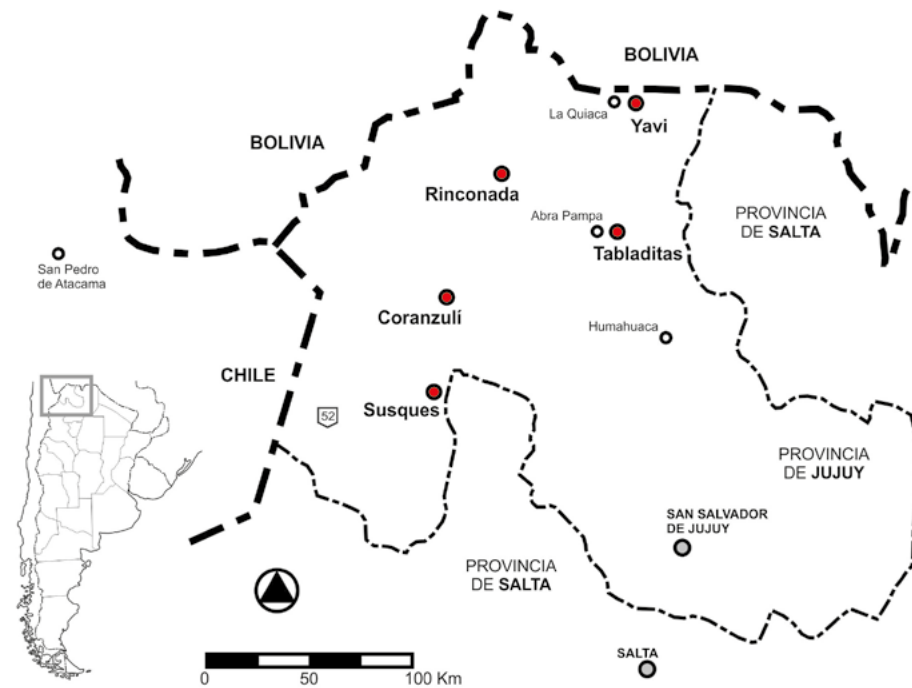 BOLIVIA
La Quiaca
Yavi
BOLIVIA
Rinconada
PROVINCIA
DE SALTA
Abra Pampa
Tabladitas
San Pedro
de Atacama
Coranzulí
Humahuaca
CHILE
52
Susques
PROVINCIA
DE JUJUY
SAN SALVADOR
DE JUJUY
PROVINCIA
DE SALTA
SALTA
0 50 100 Km